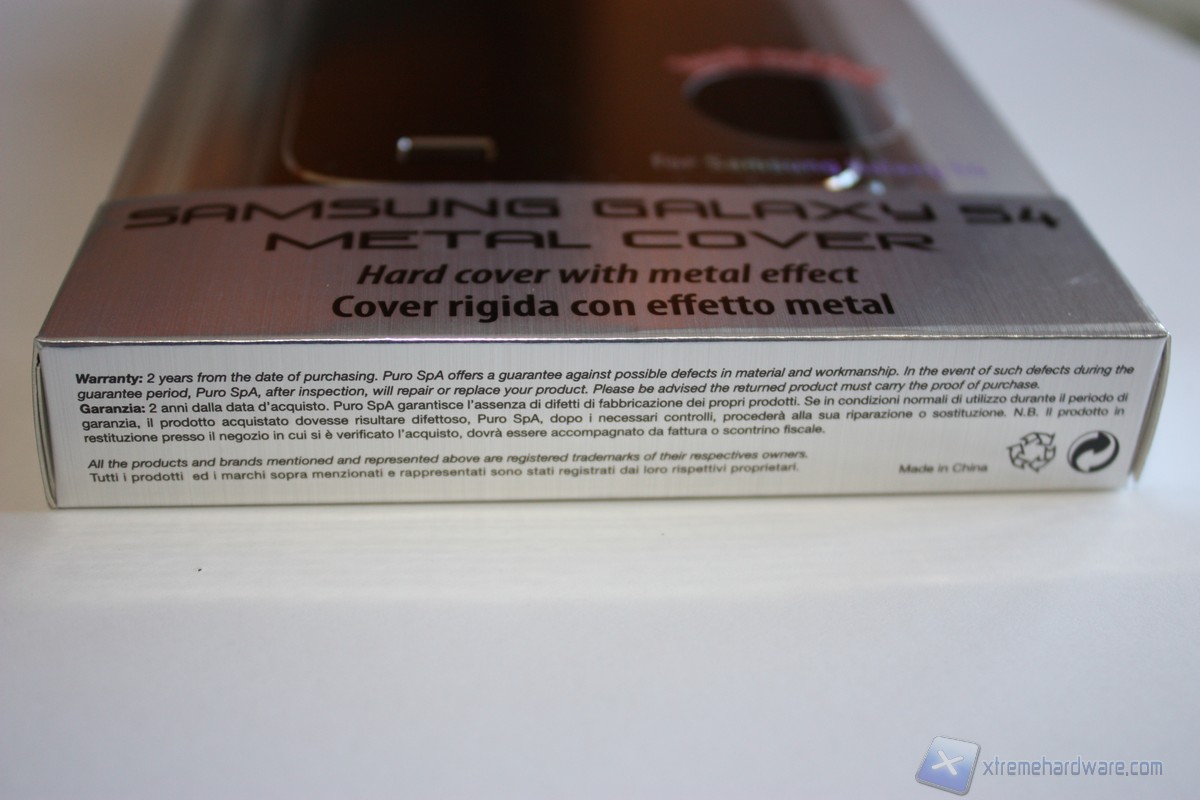 for Samsung Galaxy S4
SAMSUNG GALAXY S4
METAL COVER
Hard cover with metal effect
Cover rigida con effetto metal
Warranty: 2 years from the date of purchasing. Puro SpA offers a guarantee against possible defects in material and workmanship. In the event of such defects during the
guarantee period, Puro SpA, after inspection, will repair or replace your product. Please be advised the returned product must carry the proof of purchase.
Garanzia: 2 anni dalla data d'acquisto. Puro SpA garantisce l'assenza di difetti di fabbricazione dei propri prodotti. Se in condizioni normali di utilizzo durante il periodo di
garanzia, il prodotto acquistato dovesse risultare difettoso, Puro SpA, dopo i necessari controlli, procederà alla sua riparazione o sostituzione. N.B. Il prodotto in
restituzione presso il negozio in cui si è verificato l'acquisto, dovrà essere accompagnato da fattura o scontrino fiscale.
All the products and brands mentioned and represented above are registered trademarks of their respectives owners.
Tutti i prodotti ed i marchi sopra menzionati e rappresentati sono stati registrati dai loro rispettivi proprietari.
Made in China
xtremehardware.com